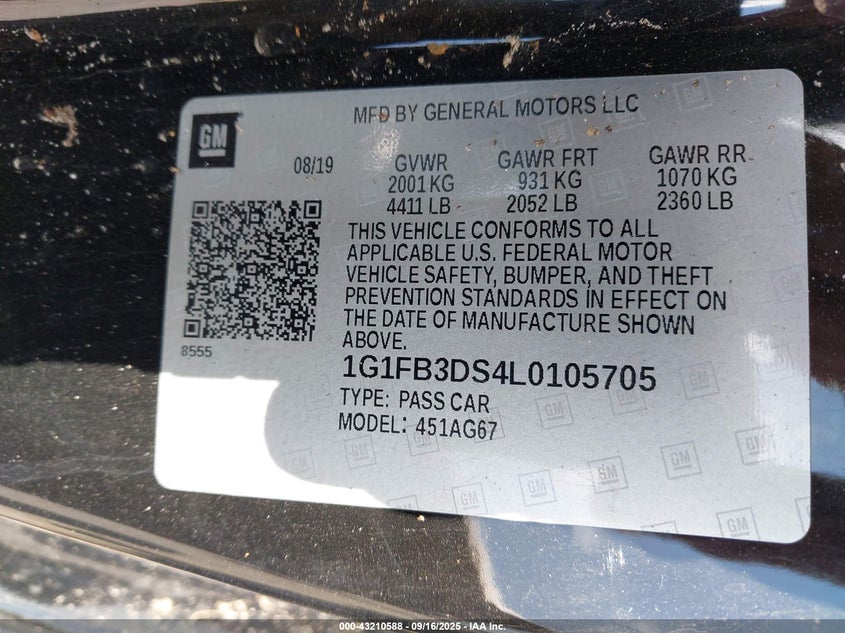 MFD BY GENERAL MOTORS LLC
GM
08/19 GVWR GAWR FRT GAWR RR
2001 KG 931 KG 1070 KG
4411 LB 2052 LB 2360 LB
THIS VEHICLE CONFORMS TO ALL
APPLICABLE U.S. FEDERAL MOTOR
VEHICLE SAFETY, BUMPER, AND THEFT
PREVENTION STANDARDS IN EFFECT ON
THE DATE OF MANUFACTURE SHOWN
ABOVE.
8555
1G1FB3DS4L0105705
TYPE: PASS CAR
MODEL: 451AG67
000-43210588 - 09/16/2025 - IAA Inc.